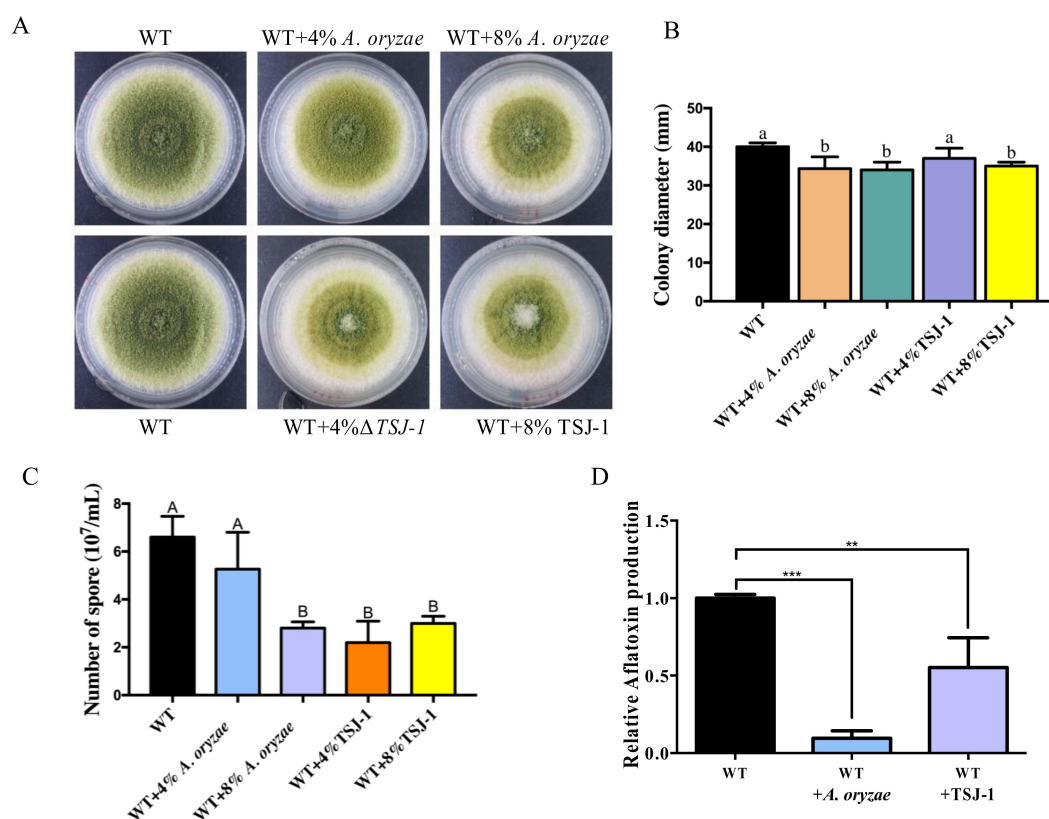 A
WT
WT+4% A. oryzae
WT+8% A. oryzae
WT
WT+4%ΔTSJ-1
WT+8% TSJ-1
B
Colony diameter (mm)
50
40
30
20
10
0
a
b
b
a
b
WT
WT+4% A. oryzae
WT+8% A. oryzae
WT+4%TSJ-1
WT+8%TSJ-1
C
Number of spore (10⁷/mL)
8
6
4
2
0
A
A
B
B
B
WT
WT+4% A. oryzae
WT+8% A. oryzae
WT+4%TSJ-1
WT+8%TSJ-1
D
Relative Aflatoxin production
1.5
1.0
0.5
0.0
**
***
WT
WT
+A. oryzae
WT
+TSJ-1